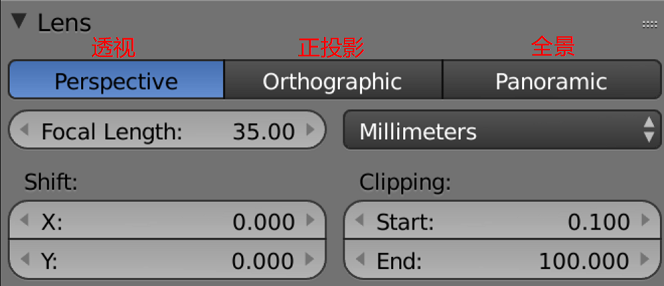 Lens
透视 正投影 全景
Perspective Orthographic Panoramic
Focal Length: 35.00 Millimeters
Shift: Clipping:
X: 0.000 Start: 0.100
Y: 0.000 End: 100.000